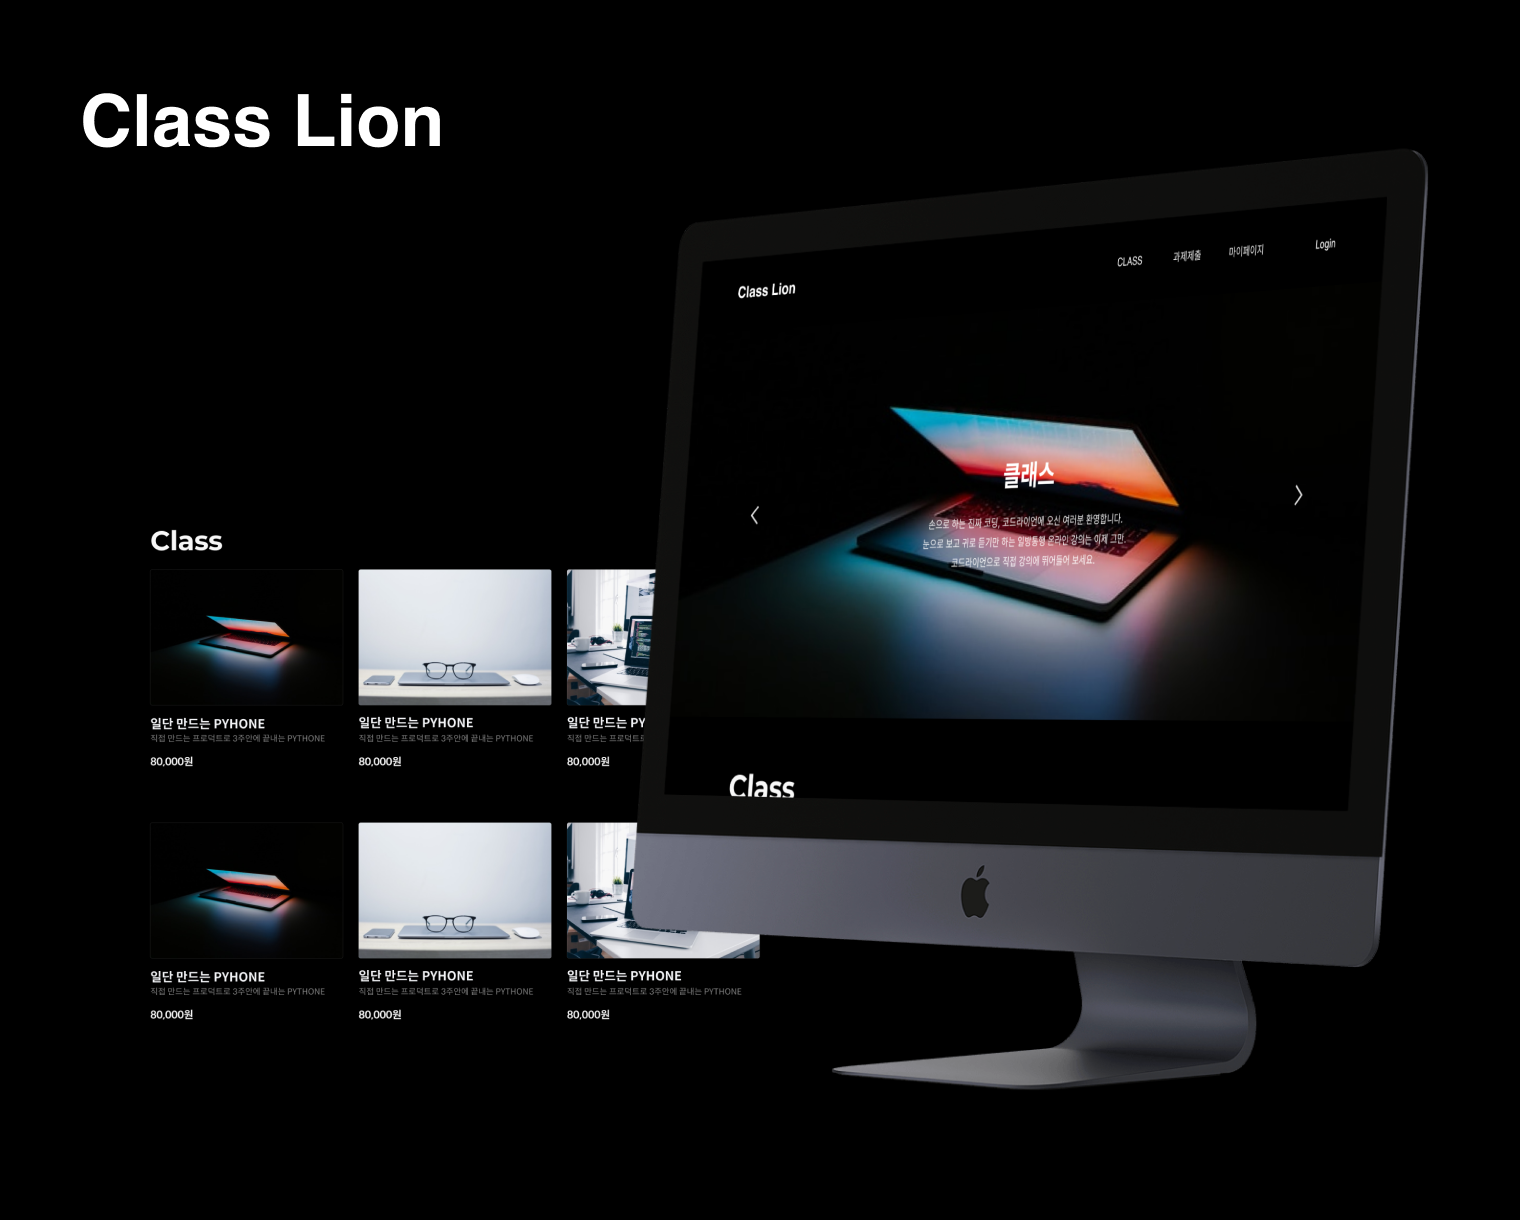 Class Lion
CLASS 과제제출 마이페이지 Login
Class Lion
클래스
손으로 하는 진짜 코딩, 코드라이언에 오신 여러분 환영합니다.
눈으로 보고 귀로 듣기만 하는 일방통행 온라인 강의는 이제 그만.
코드라이언으로 직접 강의에 뛰어들어 보세요.
Class
Class
일단 만드는 PYHONE
직접 만드는 프로덕트로 3주안에 끝내는 PYTHONE
80,000원
일단 만드는 PYHONE
직접 만드는 프로덕트로 3주안에 끝내는 PYTHONE
80,000원
일단 만드는 PY
직접 만드는 프로덕트
80,000원
일단 만드는 PYHONE
직접 만드는 프로덕트로 3주안에 끝내는 PYTHONE
80,000원
일단 만드는 PYHONE
직접 만드는 프로덕트로 3주안에 끝내는 PYTHONE
80,000원
일단 만드는 PYHONE
직접 만드는 프로덕트로 3주안에 끝내는 PYTHONE
80,000원